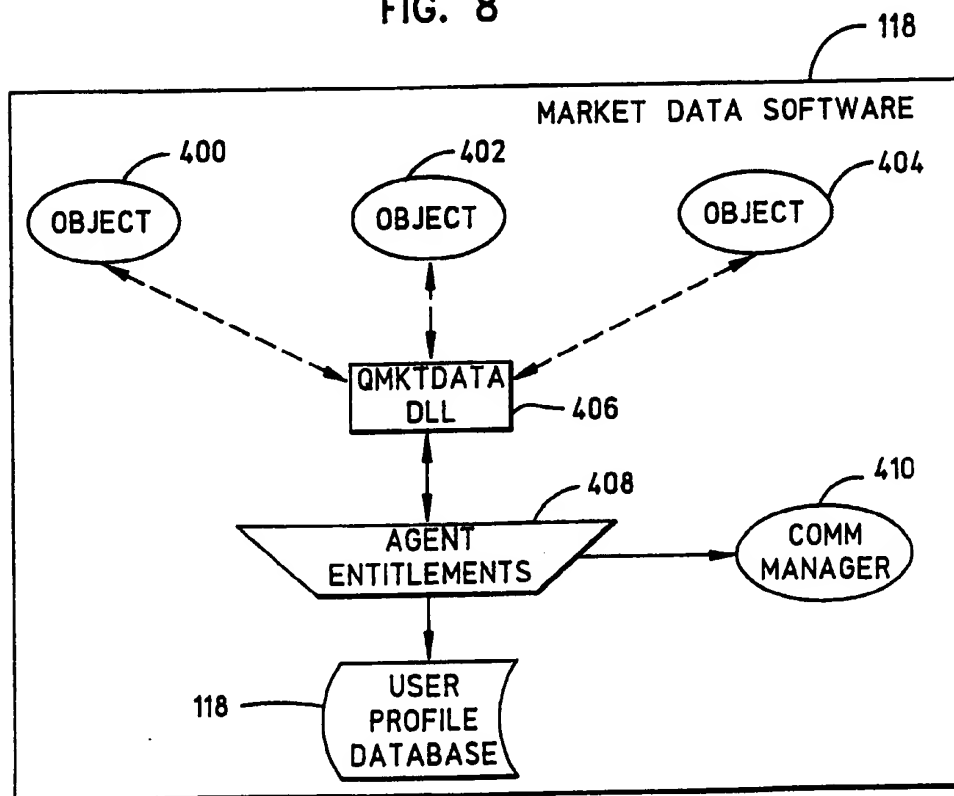 FIG. 8
118
MARKET DATA SOFTWARE
400
402
404
OBJECT
OBJECT
OBJECT
QMKTDATA
DLL
406
408
410
AGENT
ENTITLEMENTS
COMM
MANAGER
118
USER
PROFILE
DATABASE